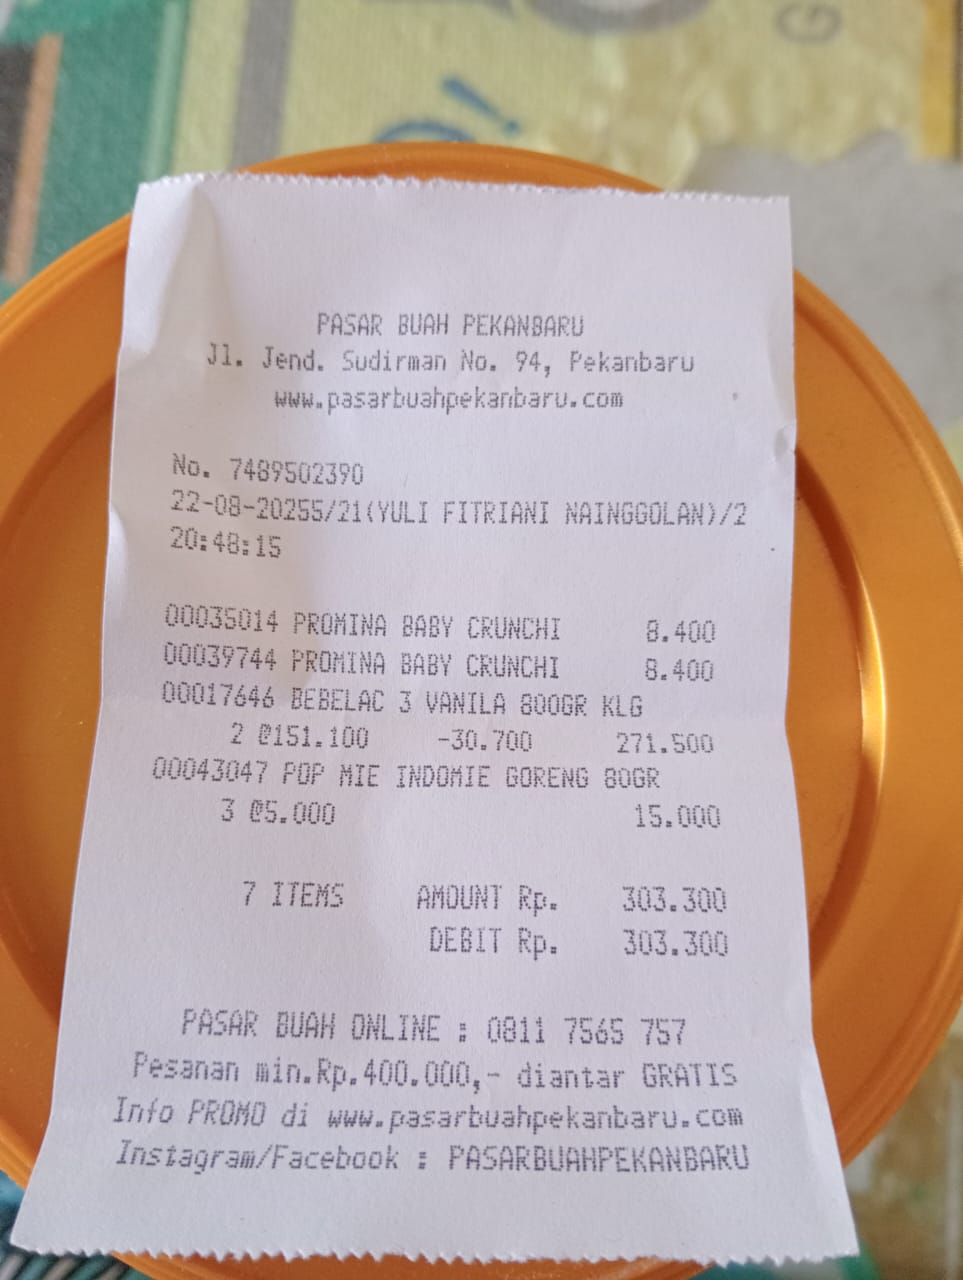 PASAR BUAH PEKANBARU
Jl. Jend. Sudirman No. 94, Pekanbaru
www.pasarbuahpekanbaru.com
No. 7489502390
22-08-20255/21(YULI FITRIANI NAINGGOLAN)/2
20:48:15
00035014 PROMINA BABY CRUNCHI 8.400
00039744 PROMINA BABY CRUNCHI 8.400
00017646 BEBELAC 3 VANILA 800GR KLG
2 @151.100 -30.700 271.500
00043047 POP MIE INDOMIE GORENG 80GR
3 @5.000 15.000
7 ITEMS AMOUNT Rp. 303.300
DEBIT Rp. 303.300
PASAR BUAH ONLINE : 0811 7565 757
Pesanan min.Rp.400.000,- diantar GRATIS
Info PROMO di www.pasarbuahpekanbaru.com
Instagram/Facebook : PASARBUAHPEKANBARU